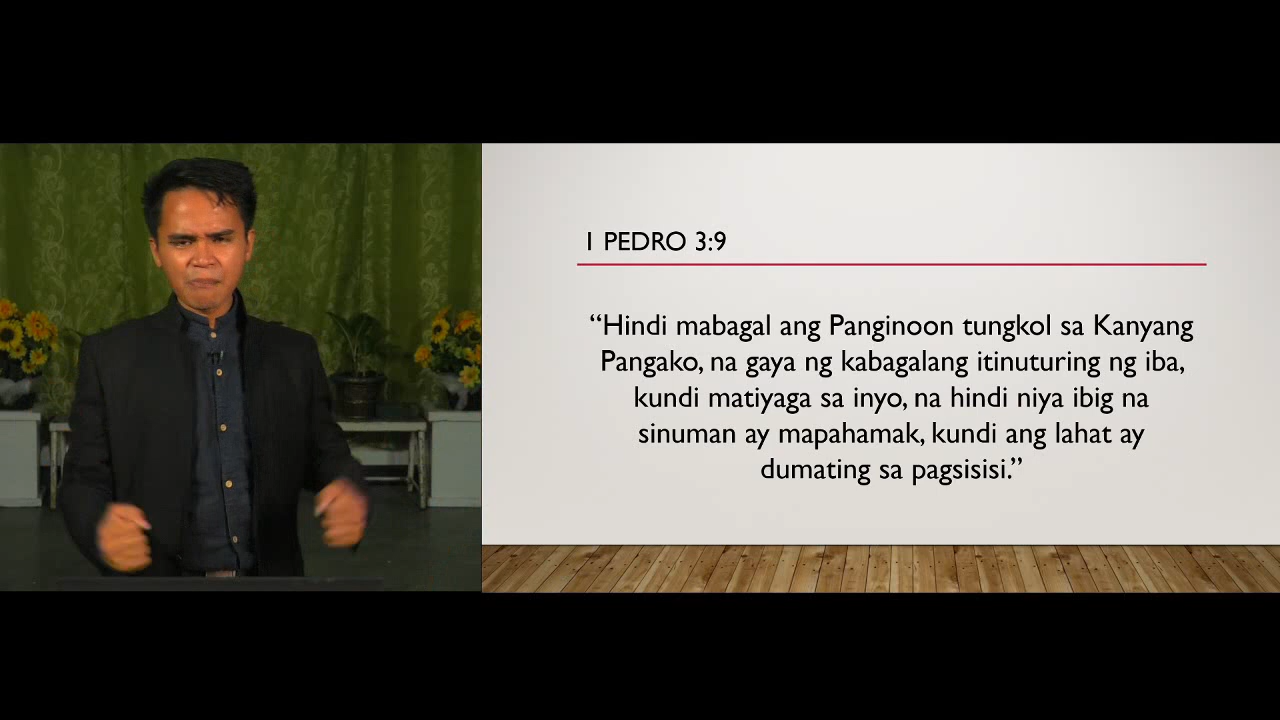 1 PEDRO 3:9
“Hindi mabagal ang Panginoon tungkol sa Kanyang
Pangako, na gaya ng kabagalang itinuturing ng iba,
kundi matiyaga sa inyo, na hindi niya ibig na
sinuman ay mapahamak, kundi ang lahat ay
dumating sa pagsisisi.”